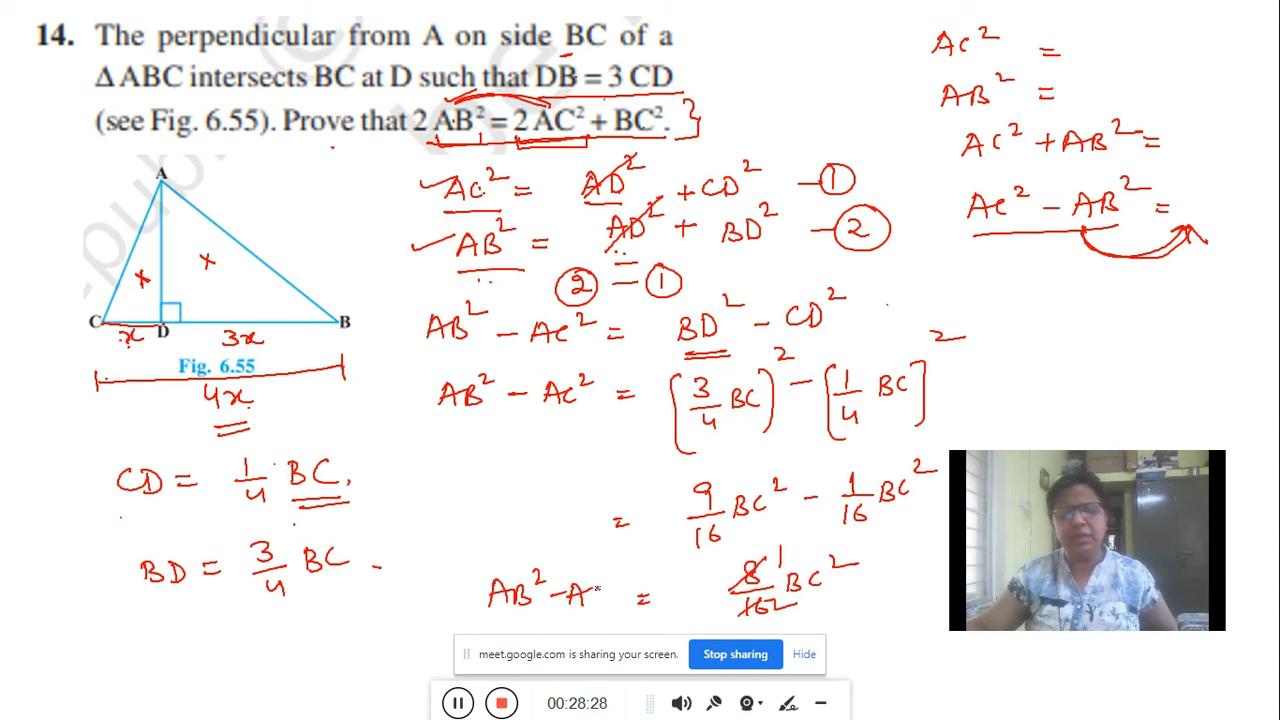 14. The perpendicular from A on side BC of a
Δ ABC intersects BC at D such that DB = 3 CD
(see Fig. 6.55). Prove that 2 AB² = 2 AC² + BC².
A
C
D
B
x
3x
Fig. 6.55
4x
CD = 1/4 BC.
BD = 3/4 BC
AC² = AD² + CD² — ①
AB² = AD² + BD² — ②
② — ①
AB² - AC² = BD² - CD²
AB² - AC² = (3/4 BC)² - (1/4 BC)²
= 9/16 BC² - 1/16 BC²
AB² - A = 8/16 BC²
1
2
AC² =
AB² =
AC² + AB² =
AC² - AB² =
meet.google.com is sharing your screen.
Stop sharing
Hide
00:28:28